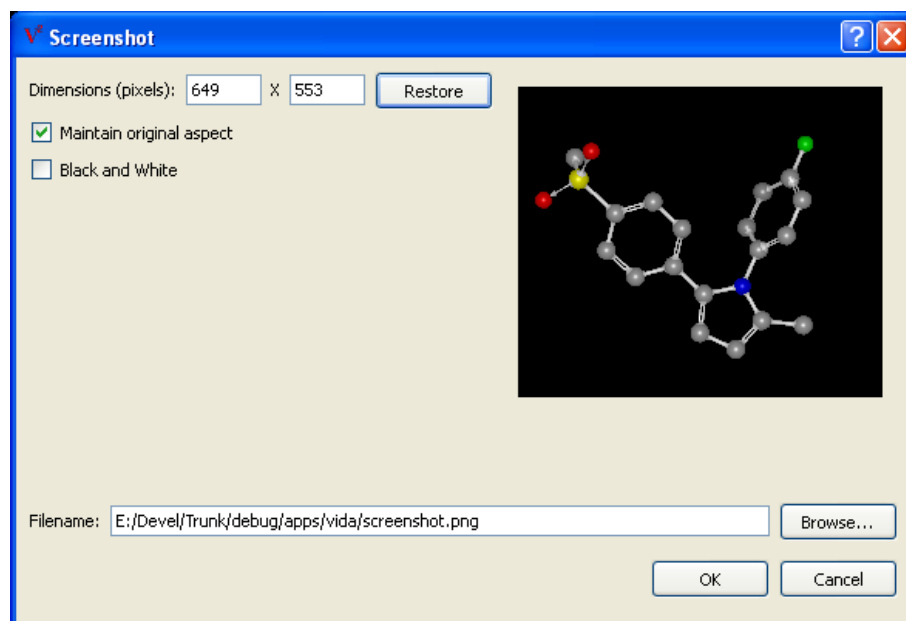 Screenshot
Dimensions (pixels): 649 X 553 Restore
Maintain original aspect
Black and White
Filename: E:/Devel/Trunk/debug/apps/vida/screenshot.png Browse...
OK Cancel